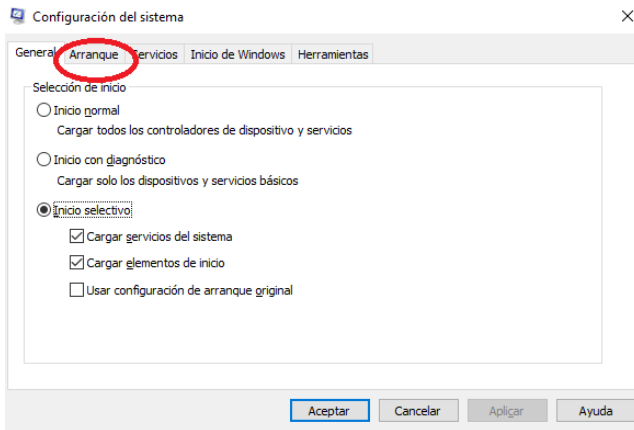 Configuración del sistema
General Arranque Servicios Inicio de Windows Herramientas
Selección de inicio
Inicio normal
Cargar todos los controladores de dispositivo y servicios
Inicio con diagnóstico
Cargar solo los dispositivos y servicios básicos
Inicio selectivo
Cargar servicios del sistema
Cargar elementos de inicio
Usar configuración de arranque original
Aceptar Cancelar Aplicar Ayuda